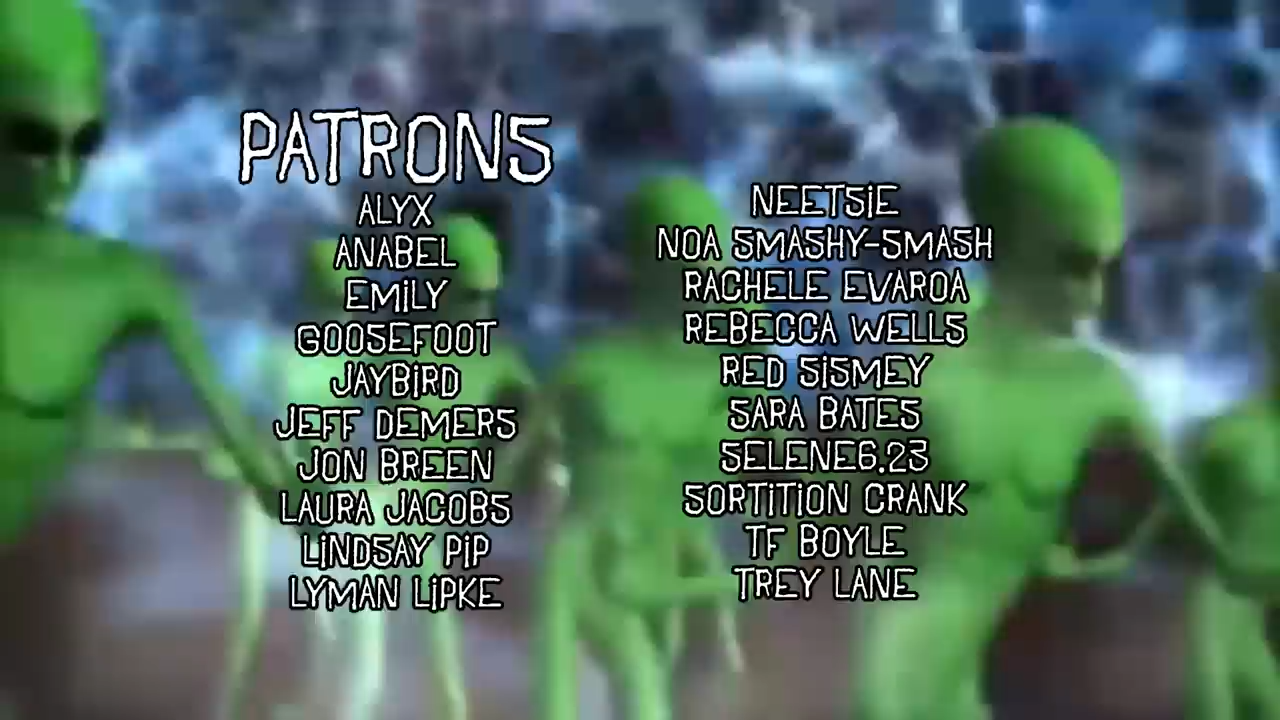 PATRONS
ALYX
ANABEL
EMiLY
GOOSEFOOT
JAYBiRD
JEFF DEMERS
JON BREEN
LAURA JACOBS
LiNDSAY PiP
LYMAN LiPKE
NEETSiE
NOA SMASHY-SMASH
RACHELE EVAROA
REBECCA WELLS
RED SiSMEY
SARA BATES
SELENE6.23
SORTiTiON CRANK
TF BOYLE
TREY LANE